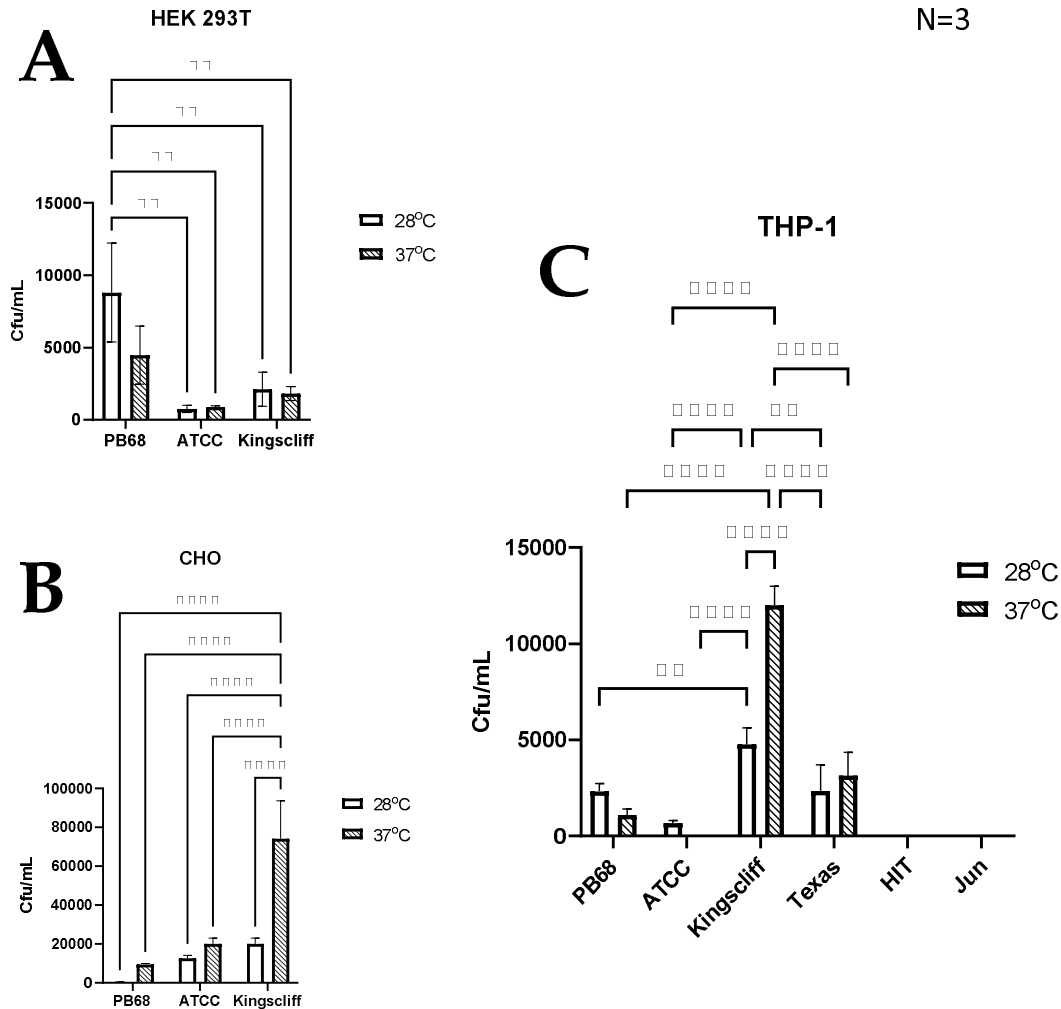 HEK 293T
N=3
A
15000
10000
5000
0
Cfu/mL
28°C
37°C
PB68
ATCC
Kingscliff
CHO
B
100000
80000
60000
40000
20000
0
Cfu/mL
28°C
37°C
PB68
ATCC
Kingscliff
THP-1
C
15000
10000
5000
0
Cfu/mL
28°C
37°C
PB68
ATCC
Kingscliff
Texas
HIT
Jun